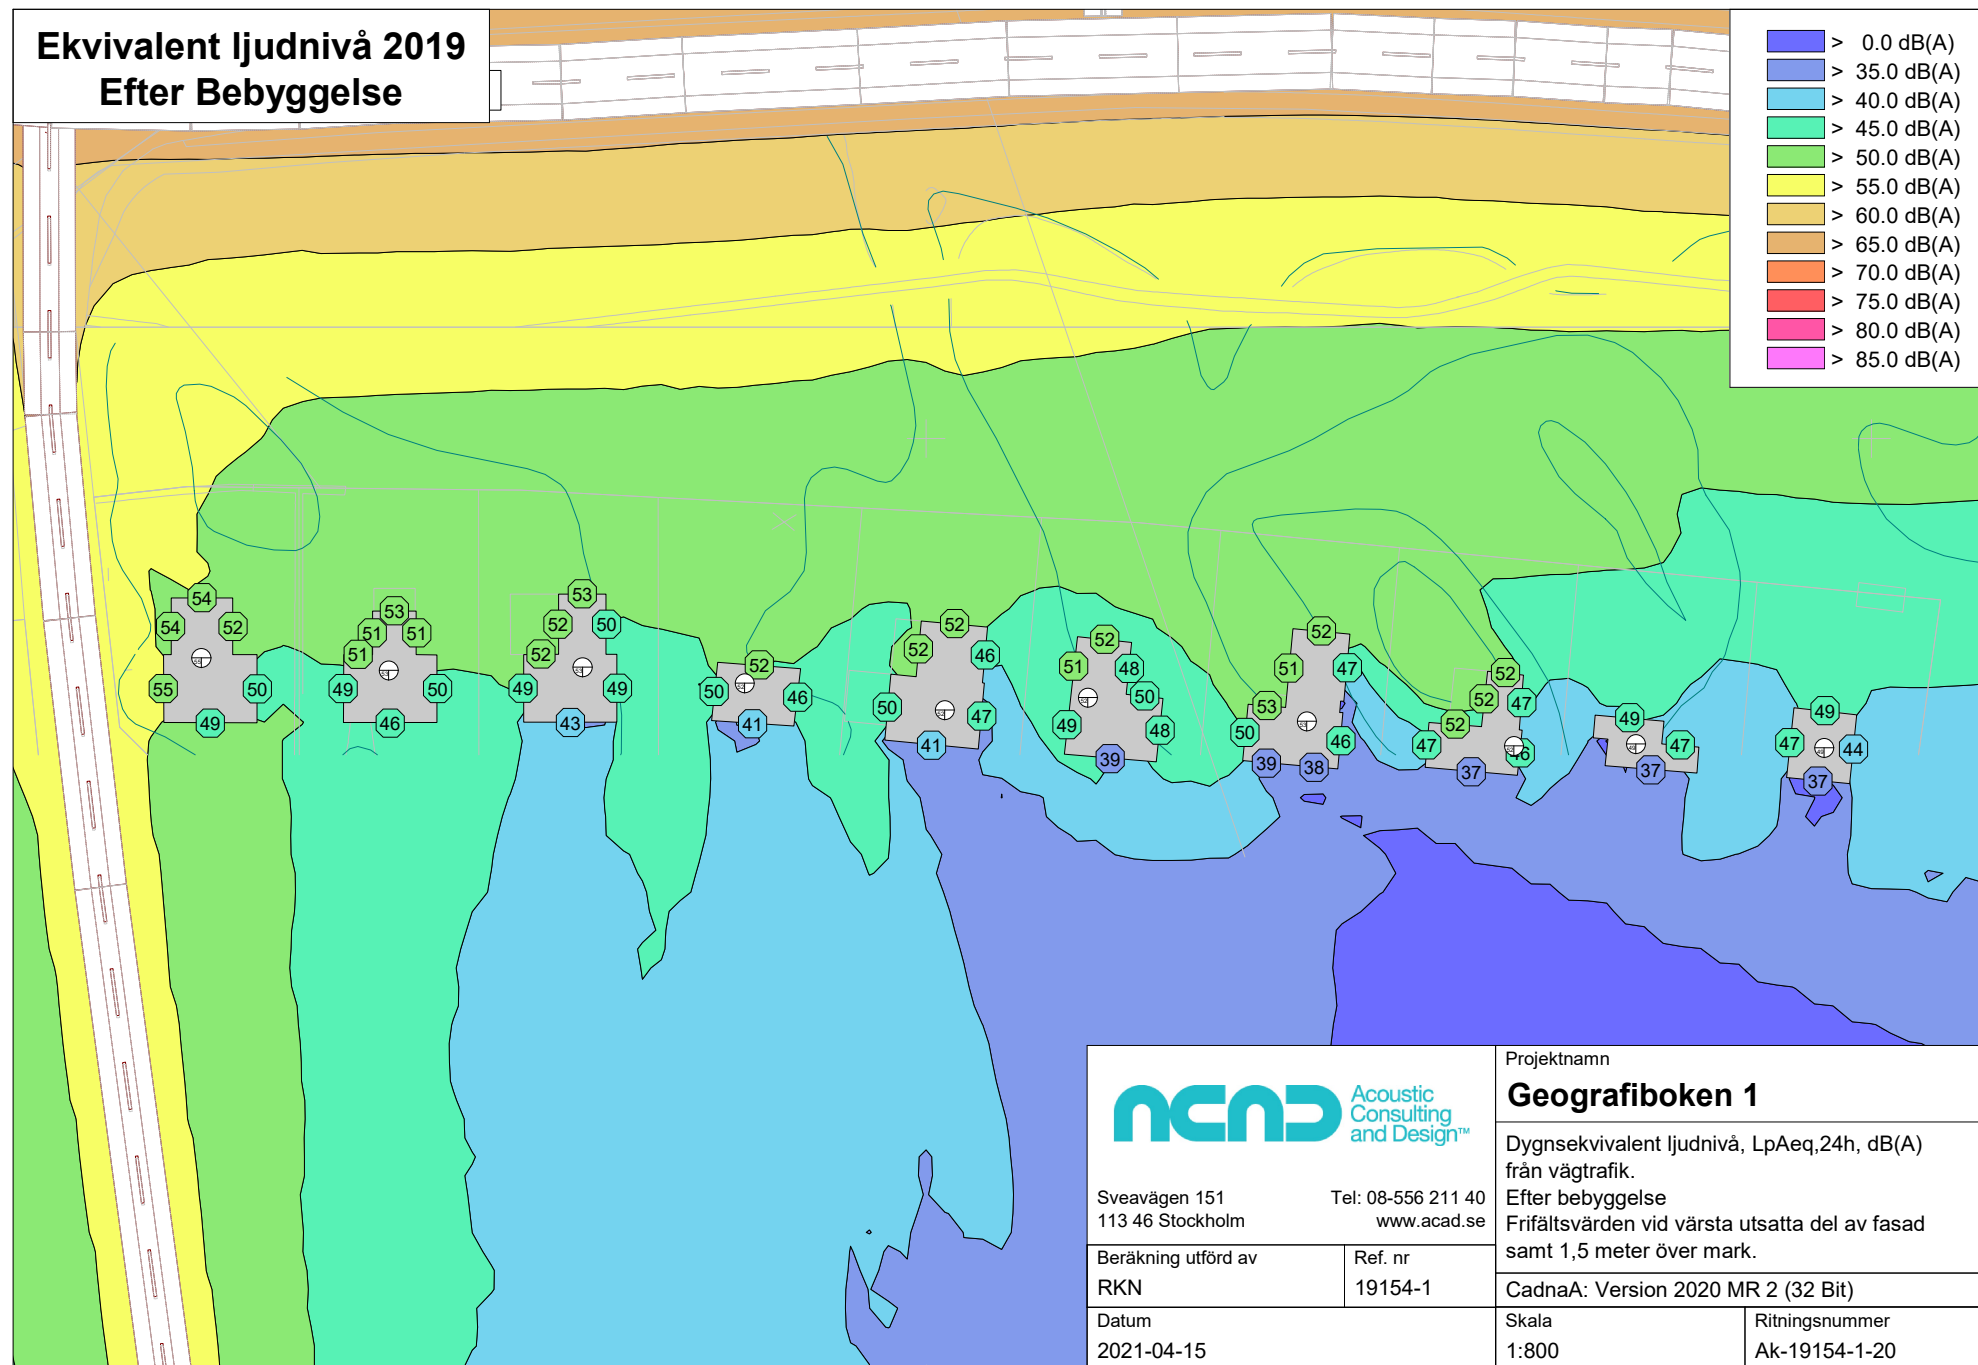 Ekvivalent ljudnivå 2019
Efter Bebyggelse
> 0.0 dB(A)
> 35.0 dB(A)
> 40.0 dB(A)
> 45.0 dB(A)
> 50.0 dB(A)
> 55.0 dB(A)
> 60.0 dB(A)
> 65.0 dB(A)
> 70.0 dB(A)
> 75.0 dB(A)
> 80.0 dB(A)
> 85.0 dB(A)
54
54 52
55 50
49
53
51 51
51
49 50
46
53
52 50
52
49 49
43
52
50 46
41
52
52 46
50 47
41
52
51 48
50
49 48
39
52
51 47
53
50 46
39 38
52
52 47
52
47 46
37
49
47
37
49
47 44
37
ACAD
Acoustic
Consulting
and Design™
Sveavägen 151 Tel: 08-556 211 40
113 46 Stockholm www.acad.se
Beräkning utförd av
RKN
Ref. nr
19154-1
Datum
2021-04-15
Projektnamn
Geografiboken 1
Dygnsekvivalent ljudnivå, LpAeq,24h, dB(A)
från vägtrafik.
Efter bebyggelse
Frifältsvärden vid värsta utsatta del av fasad
samt 1,5 meter över mark.
CadnaA: Version 2020 MR 2 (32 Bit)
Skala
1:800
Ritningsnummer
Ak-19154-1-20